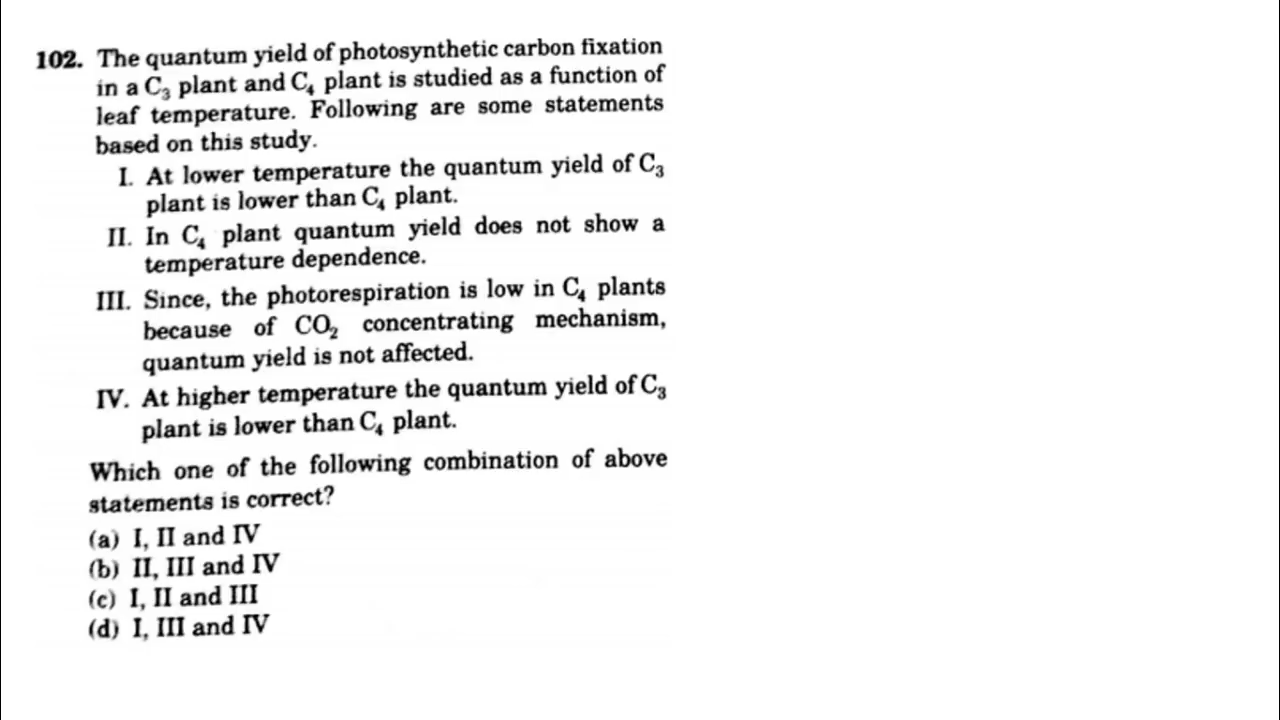 102. The quantum yield of photosynthetic carbon fixation
in a C₃ plant and C₄ plant is studied as a function of
leaf temperature. Following are some statements
based on this study.
I. At lower temperature the quantum yield of C₃
plant is lower than C₄ plant.
II. In C₄ plant quantum yield does not show a
temperature dependence.
III. Since, the photorespiration is low in C₄ plants
because of CO₂ concentrating mechanism,
quantum yield is not affected.
IV. At higher temperature the quantum yield of C₃
plant is lower than C₄ plant.
Which one of the following combination of above
statements is correct?
(a) I, II and IV
(b) II, III and IV
(c) I, II and III
(d) I, III and IV